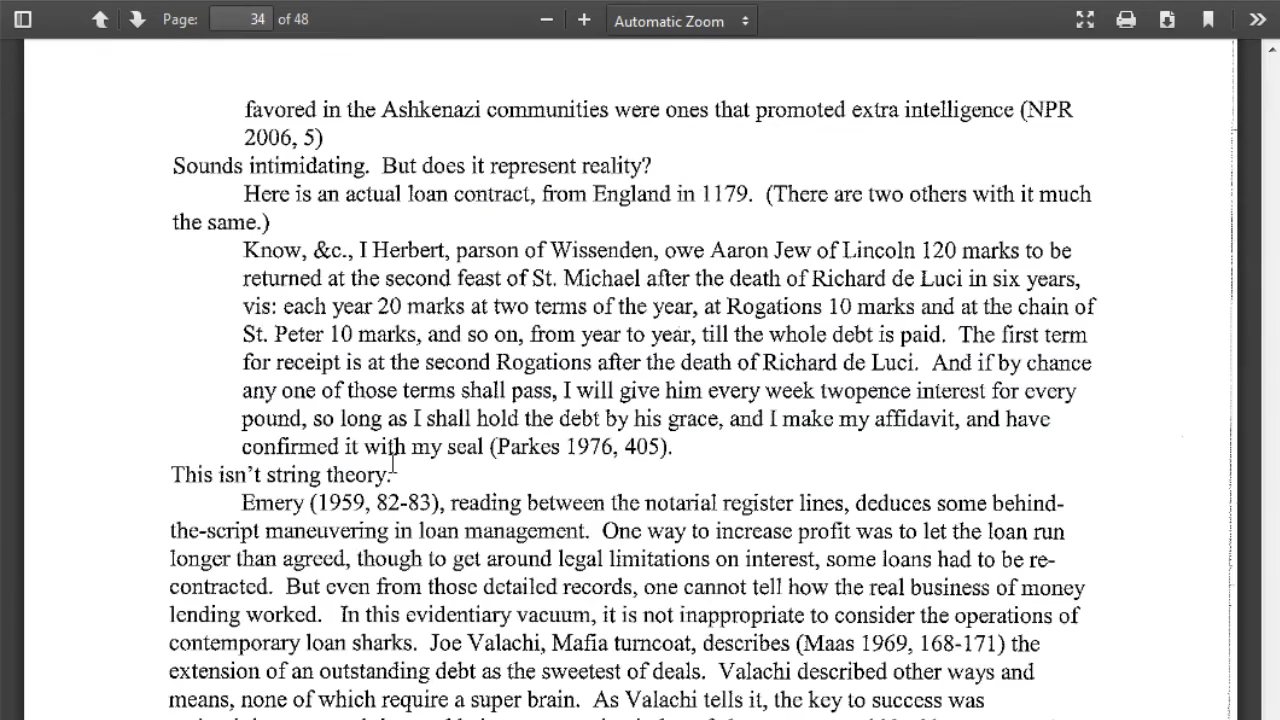 Page: 34 of 48 Automatic Zoom
favored in the Ashkenazi communities were ones that promoted extra intelligence (NPR
2006, 5)
Sounds intimidating. But does it represent reality?
Here is an actual loan contract, from England in 1179. (There are two others with it much
the same.)
Know, &c., I Herbert, parson of Wissenden, owe Aaron Jew of Lincoln 120 marks to be
returned at the second feast of St. Michael after the death of Richard de Luci in six years,
vis: each year 20 marks at two terms of the year, at Rogations 10 marks and at the chain of
St. Peter 10 marks, and so on, from year to year, till the whole debt is paid. The first term
for receipt is at the second Rogations after the death of Richard de Luci. And if by chance
any one of those terms shall pass, I will give him every week twopence interest for every
pound, so long as I shall hold the debt by his grace, and I make my affidavit, and have
confirmed it with my seal (Parkes 1976, 405).
This isn't string theory.
Emery (1959, 82-83), reading between the notarial register lines, deduces some behind-
the-script maneuvering in loan management. One way to increase profit was to let the loan run
longer than agreed, though to get around legal limitations on interest, some loans had to be re-
contracted. But even from those detailed records, one cannot tell how the real business of money
lending worked. In this evidentiary vacuum, it is not inappropriate to consider the operations of
contemporary loan sharks. Joe Valachi, Mafia turncoat, describes (Maas 1969, 168-171) the
extension of an outstanding debt as the sweetest of deals. Valachi described other ways and
means, none of which require a super brain. As Valachi tells it, the key to success was